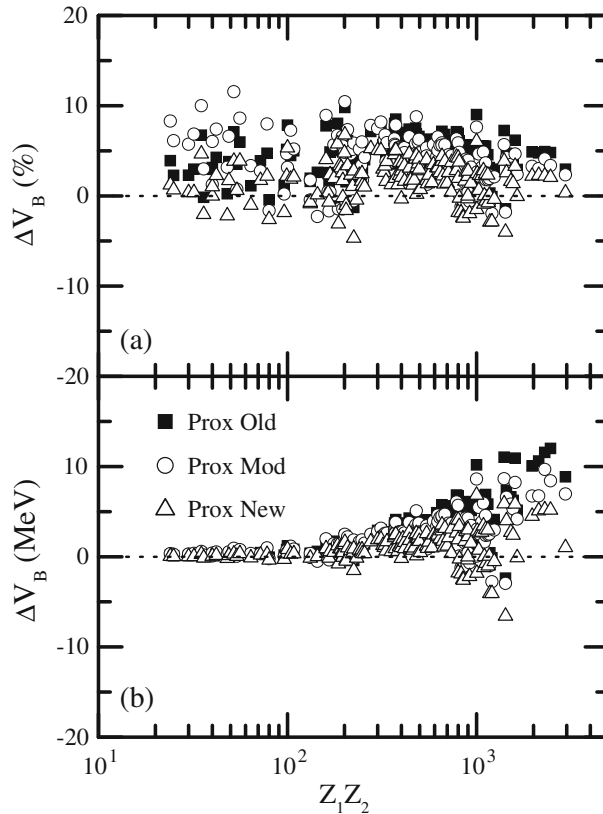 20
10
0
-10
ΔV_B (%)
(a)
-20
■ Prox Old
○ Prox Mod
△ Prox New
10
0
-10
ΔV_B (MeV)
(b)
-20
10^1 10^2 10^3
Z_1Z_2